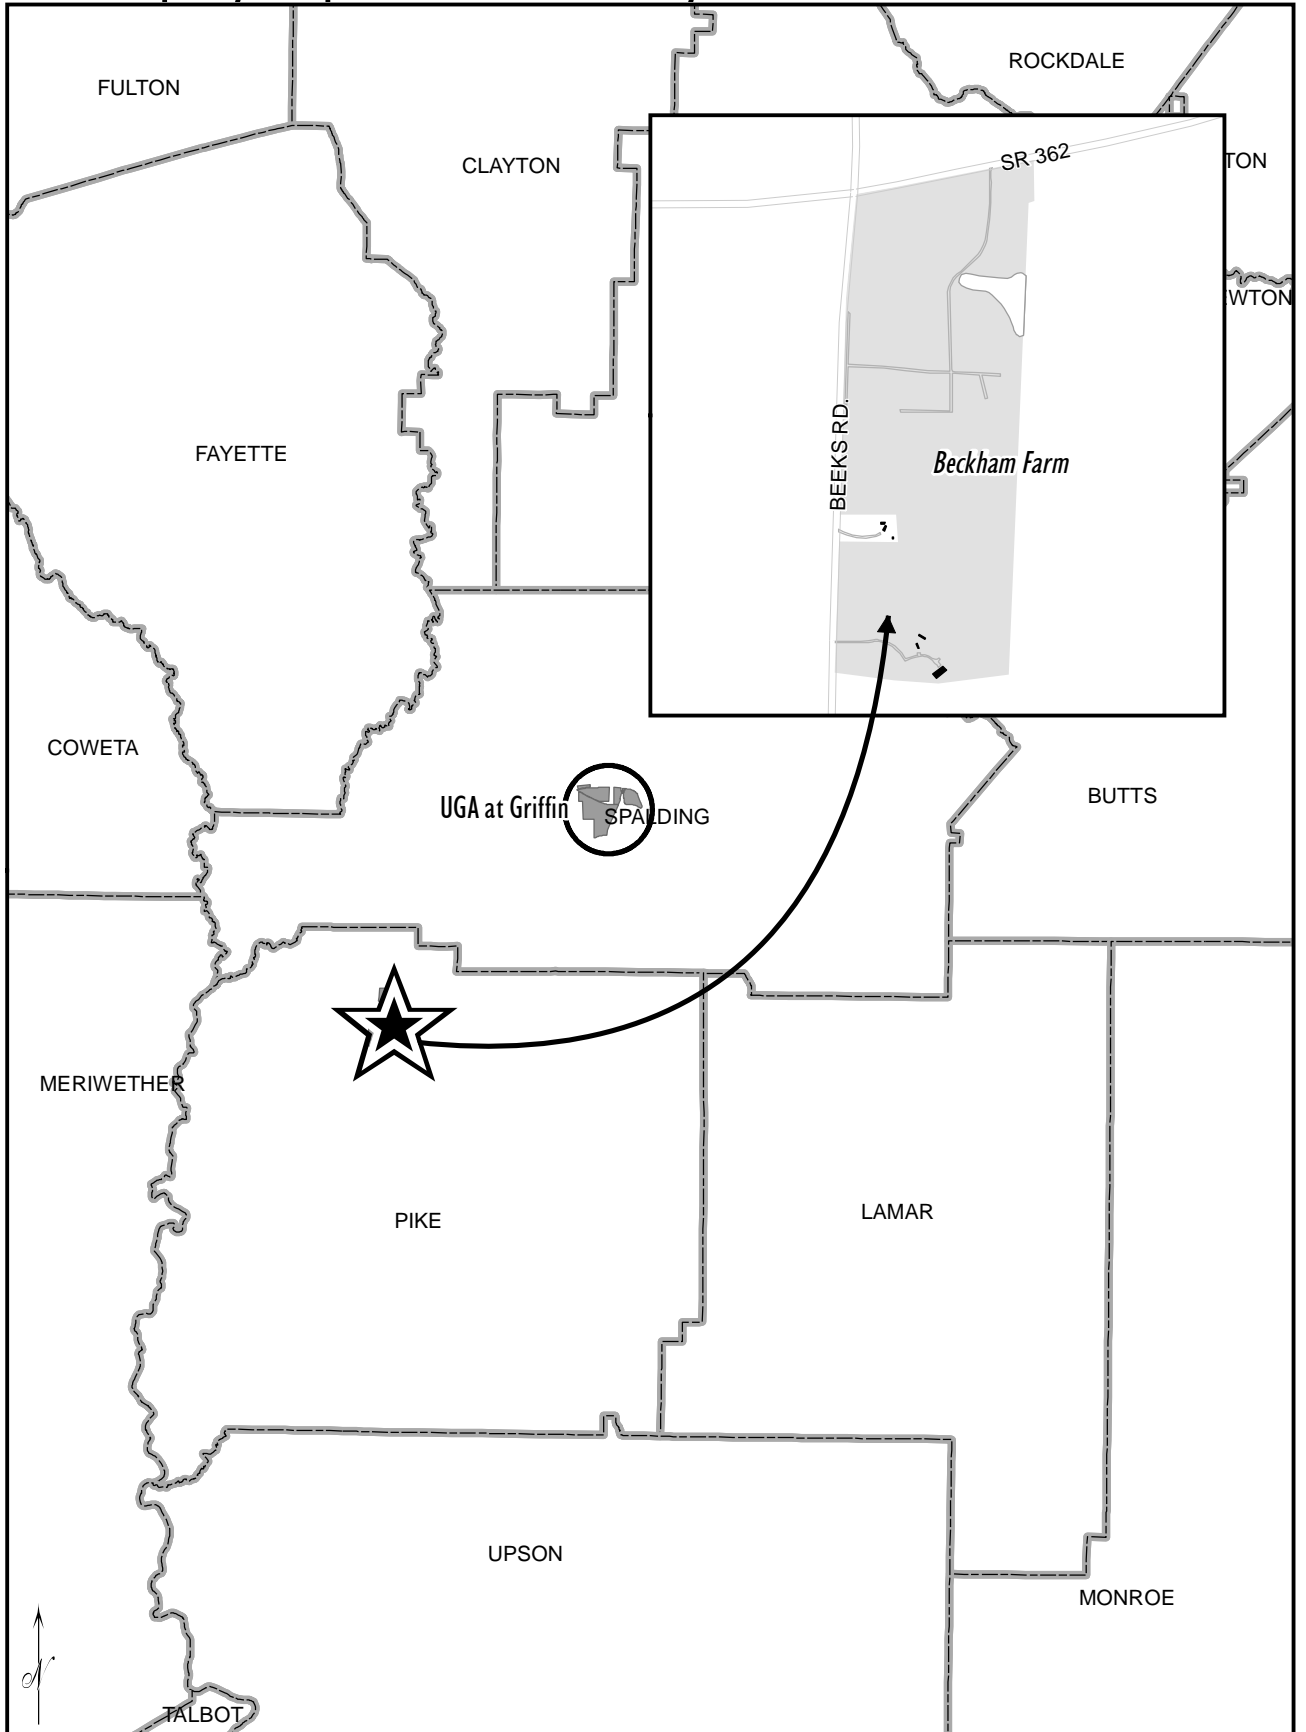 ROCKDALE
FULTON
SR 362
CLAYTON
TON
WTON
FAYETTE
BEEKS RD.
Beckham Farm
COWETA
BUTTS
UGA at Griffin
SPALDING
MERIWETHER
PIKE
LAMAR
UPSON
MONROE
N
TALBOT